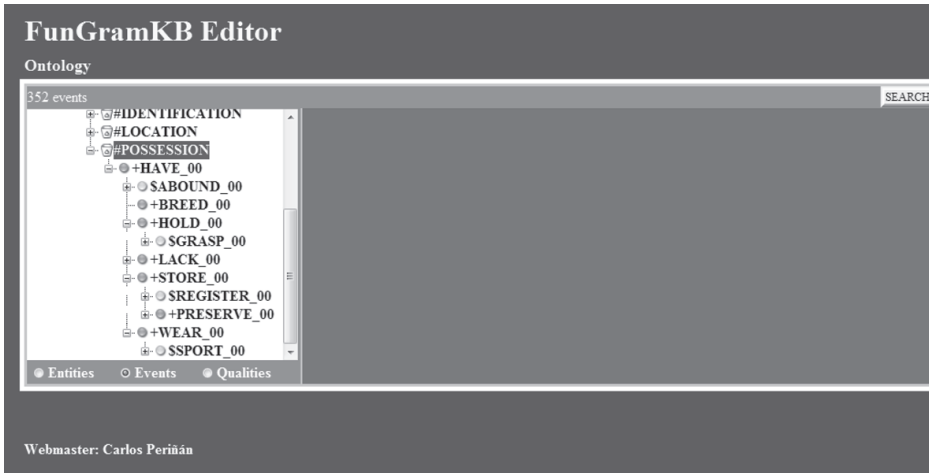 FunGramKB Editor
Ontology
352 events
SEARCH
#IDENTIFICATION
#LOCATION
#POSSESSION
+HAVE_00
$ABOUND_00
+BREED_00
+HOLD_00
$GRASP_00
+LACK_00
+STORE_00
$REGISTER_00
+PRESERVE_00
+WEAR_00
$SPORT_00
Entities Events Qualities
Webmaster: Carlos Periñán